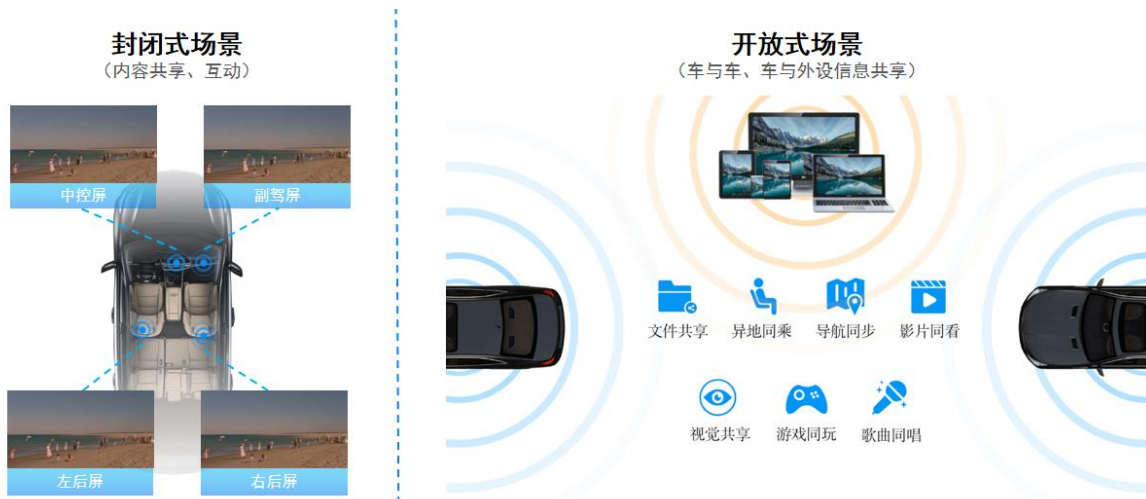 封闭式场景
（内容共享、互动）
中控屏
副驾屏
左后屏
右后屏
开放式场景
（车与车、车与外设信息共享）
文件共享
异地同乘
导航同步
影片同看
视觉共享
游戏同玩
歌曲同唱